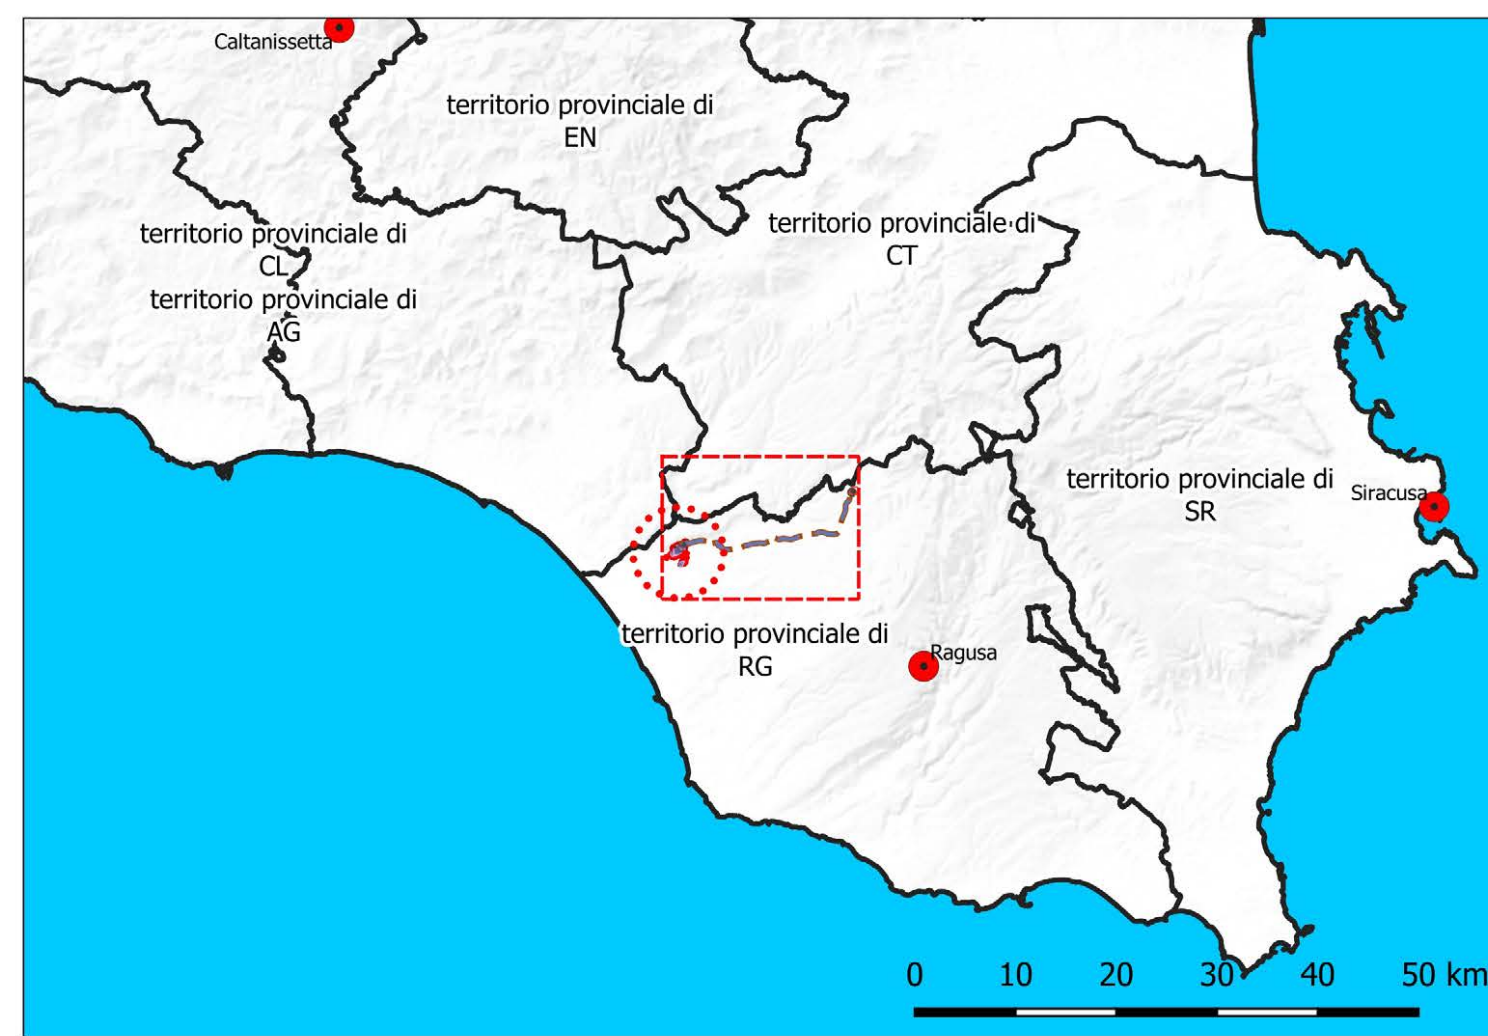 Caltanissetta
territorio provinciale di
EN
territorio provinciale di
CL
territorio provinciale di
CT
territorio provinciale di
AG
territorio provinciale di
SR
Siracusa
territorio provinciale di
RG
Ragusa
0 10 20 30 40 50 km